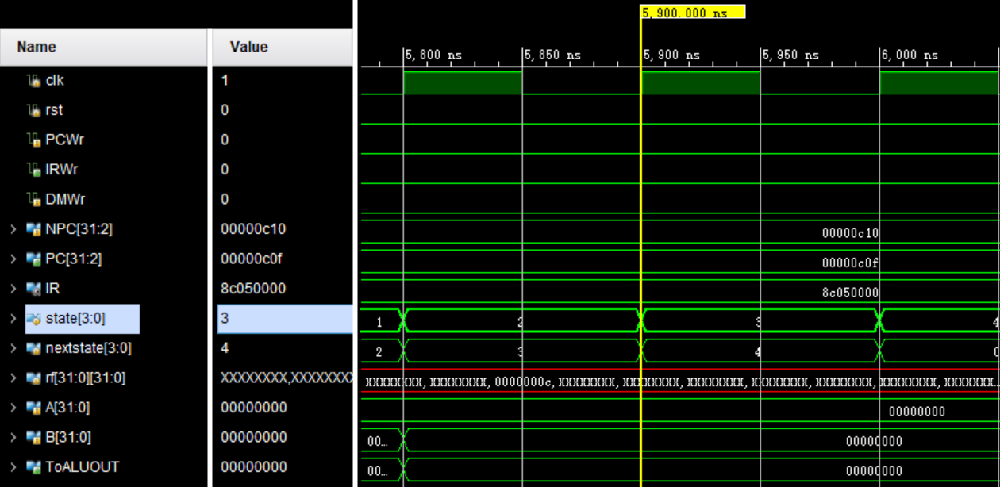 5,900.000 ns
Name Value
5,800 ns 5,850 ns 5,900 ns 5,950 ns 6,000 ns
clk 1
rst 0
PCWr 0
IRWr 0
DMWr 0
NPC[31:2] 00000c10 00000c10
PC[31:2] 00000c0f 00000c0f
IR 8c050000 8c050000
state[3:0] 3 1 2 3 4
nextstate[3:0] 4 2 3 4 0
rf[31:0][31:0] XXXXXXXX,XXXXXXXX XXXXXXXX, XXXXXXXX, 0000000c, XXXXXXXX, XXXXXXXX, XXXXXXXX, XXXXXXXX, XXXXXXXX, XXXXXXXX, XXXXXXX...
A[31:0] 00000000 00000000
B[31:0] 00000000 00... 00000000
ToALUOUT 00000000 00... 00000000